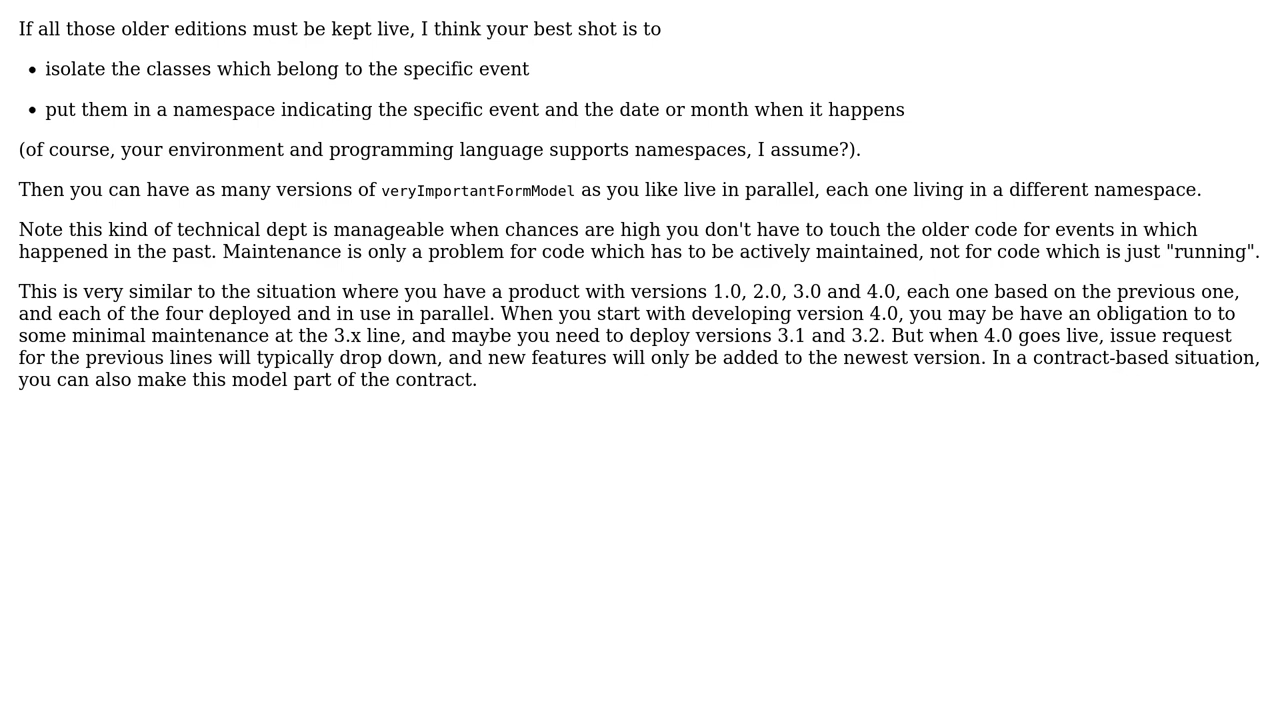 If all those older editions must be kept live, I think your best shot is to
• isolate the classes which belong to the specific event
• put them in a namespace indicating the specific event and the date or month when it happens
(of course, your environment and programming language supports namespaces, I assume?).
Then you can have as many versions of veryImportantFormModel as you like live in parallel, each one living in a different namespace.
Note this kind of technical dept is manageable when chances are high you don't have to touch the older code for events in which
happened in the past. Maintenance is only a problem for code which has to be actively maintained, not for code which is just "running".
This is very similar to the situation where you have a product with versions 1.0, 2.0, 3.0 and 4.0, each one based on the previous one,
and each of the four deployed and in use in parallel. When you start with developing version 4.0, you may be have an obligation to to
some minimal maintenance at the 3.x line, and maybe you need to deploy versions 3.1 and 3.2. But when 4.0 goes live, issue request
for the previous lines will typically drop down, and new features will only be added to the newest version. In a contract-based situation,
you can also make this model part of the contract.